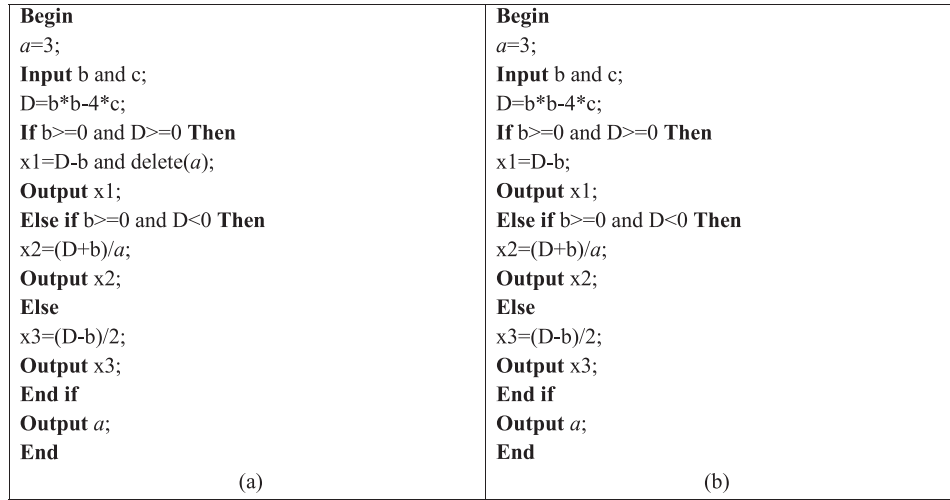 Begin
a=3;
Input b and c;
D=b*b-4*c;
If b>=0 and D>=0 Then
x1=D-b and delete(a);
Output x1;
Else if b>=0 and D<0 Then
x2=(D+b)/a;
Output x2;
Else
x3=(D-b)/2;
Output x3;
End if
Output a;
End
(a)
Begin
a=3;
Input b and c;
D=b*b-4*c;
If b>=0 and D>=0 Then
x1=D-b;
Output x1;
Else if b>=0 and D<0 Then
x2=(D+b)/a;
Output x2;
Else
x3=(D-b)/2;
Output x3;
End if
Output a;
End
(b)